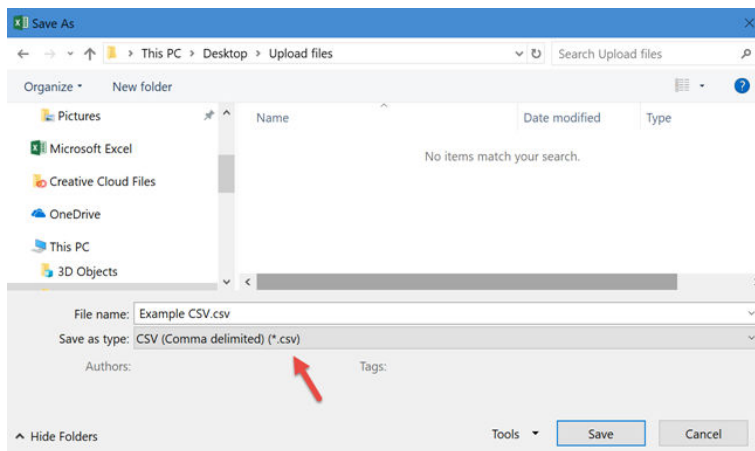 Save As
This PC > Desktop > Upload files
Search Upload files
Organize
New folder
Pictures
Name
Date modified
Type
Microsoft Excel
No items match your search.
Creative Cloud Files
OneDrive
This PC
3D Objects
File name: Example CSV.csv
Save as type: CSV (Comma delimited) (*.csv)
Authors:
Tags:
Hide Folders
Tools
Save
Cancel